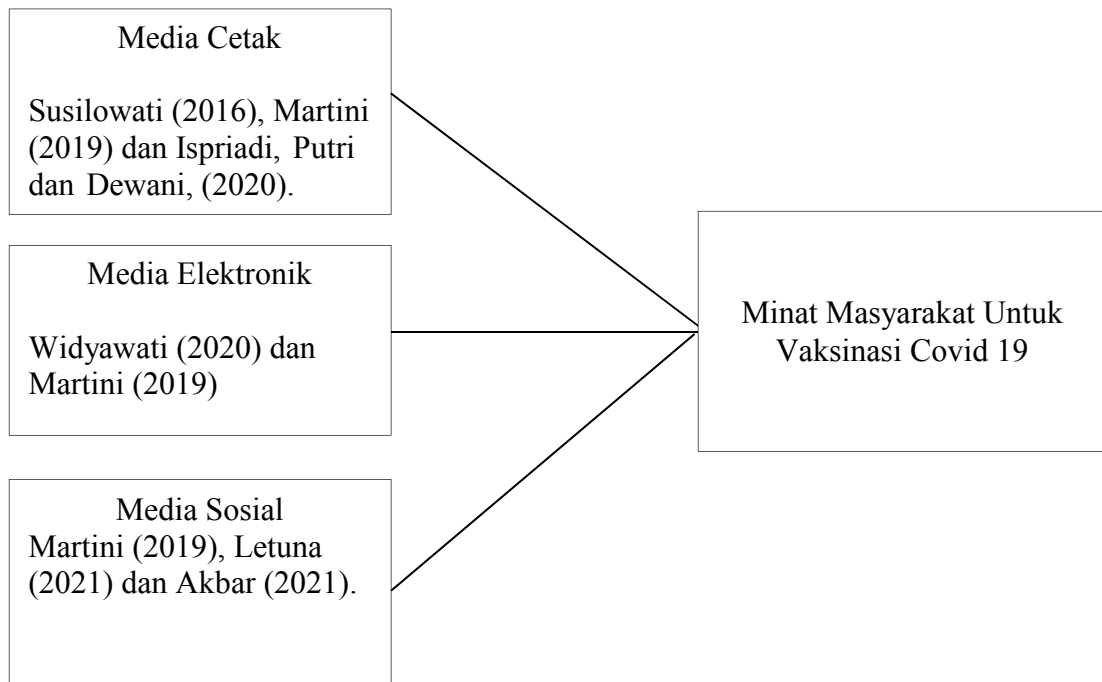 Media Cetak
Susilowati (2016), Martini
(2019) dan Ispriadi, Putri
dan Dewani, (2020).
Media Elektronik
Widyawati (2020) dan
Martini (2019)
Media Sosial
Martini (2019), Letuna
(2021) dan Akbar (2021).
Minat Masyarakat Untuk
Vaksinasi Covid 19